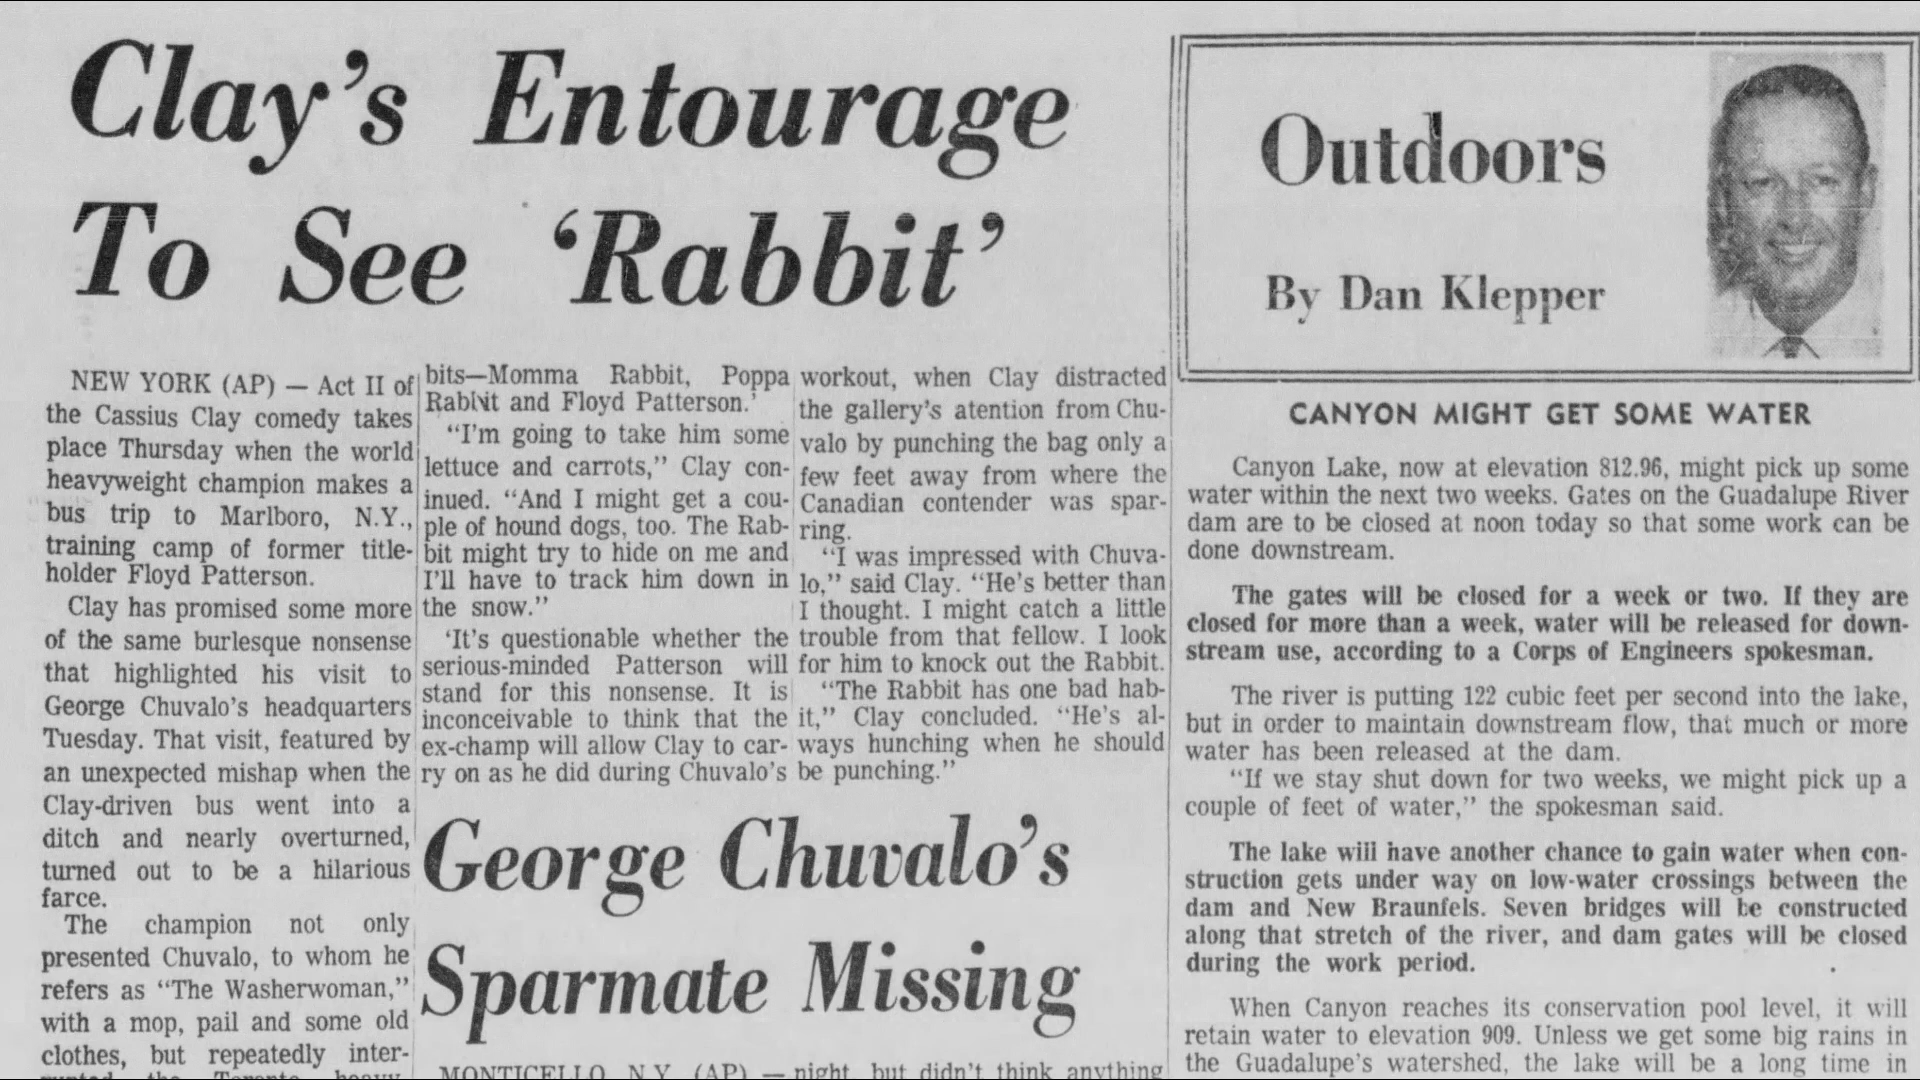 Clay's Entourage
To See 'Rabbit'
NEW YORK (AP) — Act II of
the Cassius Clay comedy takes
place Thursday when the world
heavyweight champion makes a
bus trip to Marlboro, N.Y.,
training camp of former title-
holder Floyd Patterson.
Clay has promised some more
of the same burlesque nonsense
that highlighted his visit to
George Chuvalo's headquarters
Tuesday. That visit, featured by
an unexpected mishap when the
Clay-driven bus went into a
ditch and nearly overturned,
turned out to be a hilarious
farce.
The champion not only
presented Chuvalo, to whom he
refers as "The Washerwoman,"
with a mop, pail and some old
clothes, but repeatedly inter-
bits—Momma Rabbit, Poppa
Rabbit and Floyd Patterson.'
"I'm going to take him some
lettuce and carrots," Clay con-
inued. "And I might get a cou-
ple of hound dogs, too. The Rab-
bit might try to hide on me and
I'll have to track him down in
the snow."
'It's questionable whether the
serious-minded Patterson will
stand for this nonsense. It is
inconceivable to think that the
ex-champ will allow Clay to car-
ry on as he did during Chuvalo's
workout, when Clay distracted
the gallery's atention from Chu-
valo by punching the bag only a
few feet away from where the
Canadian contender was spar-
ring.
"I was impressed with Chuva-
lo," said Clay. "He's better than
I thought. I might catch a little
trouble from that fellow. I look
for him to knock out the Rabbit.
"The Rabbit has one bad hab-
it," Clay concluded. "He's al-
ways hunching when he should
be punching."
George Chuvalo's
Sparmate Missing
MONTICELLO, N.Y. (AP) —
night, but didn't think anything
Outdoors
By Dan Klepper
CANYON MIGHT GET SOME WATER
Canyon Lake, now at elevation 812.96, might pick up some
water within the next two weeks. Gates on the Guadalupe River
dam are to be closed at noon today so that some work can be
done downstream.
The gates will be closed for a week or two. If they are
closed for more than a week, water will be released for down-
stream use, according to a Corps of Engineers spokesman.
The river is putting 122 cubic feet per second into the lake,
but in order to maintain downstream flow, that much or more
water has been released at the dam.
"If we stay shut down for two weeks, we might pick up a
couple of feet of water," the spokesman said.
The lake will have another chance to gain water when con-
struction gets under way on low-water crossings between the
dam and New Braunfels. Seven bridges will be constructed
along that stretch of the river, and dam gates will be closed
during the work period.
When Canyon reaches its conservation pool level, it will
retain water to elevation 909. Unless we get some big rains in
the Guadalupe's watershed, the lake will be a long time in